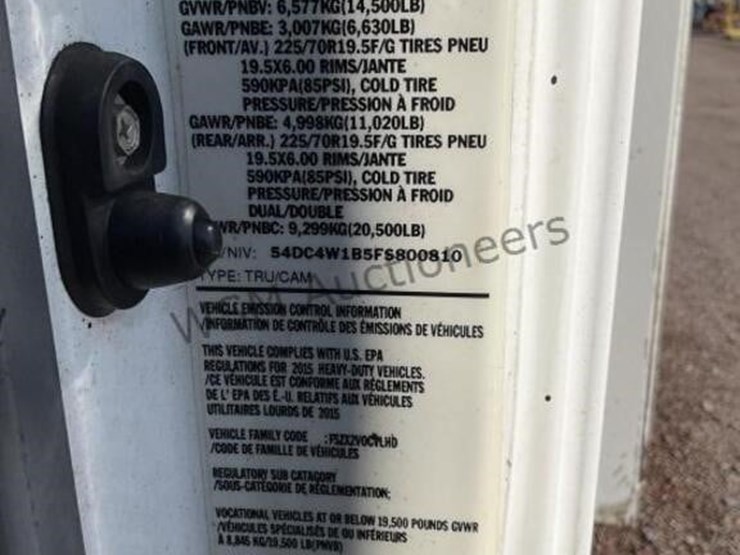 GVWR/PNBV: 6,577KG(14,500LB)
GAWR/PNBE: 3,007KG(6,630LB)
(FRONT/AV.) 225/70R19.5F/G TIRES PNEU
19.5X6.00 RIMS/JANTE
590KPA(85PSI), COLD TIRE
PRESSURE/PRESSION À FROID
GAWR/PNBE: 4,998KG(11,020LB)
(REAR/ARR.) 225/70R19.5F/G TIRES PNEU
19.5X6.00 RIMS/JANTE
590KPA(85PSI), COLD TIRE
PRESSURE/PRESSION À FROID
DUAL/DOUBLE
WR/PNBC: 9,299KG(20,500LB)
/NIV: 54DC4W1B5FS800810
TYPE: TRU/CAM
WSM Auctioneers
VEHICLE EMISSION CONTROL INFORMATION
/INFORMATION DE CONTRÔLE DES ÉMISSIONS DE VÉHICULES
THIS VEHICLE COMPLIES WITH U.S. EPA
REGULATIONS FOR 2015 HEAVY-DUTY VEHICLES.
/CE VÉHICULE EST CONFORME AUX RÈGLEMENTS
DE L' EPA DES É.-U. RELATIFS AUX VÉHICULES
UTILITAIRES LOURDS DE 2015
VEHICLE FAMILY CODE :
/CODE DE FAMILLE DE VÉHICULES
REGULATORY SUB CATAGORY
/SOUS-CATÉGORIE DE RÉGLEMENTATION:
VOCATIONAL VEHICLES AT OR BELOW 19,500 POUNDS GVWR
/VÉHICULES SPÉCIALISÉS DE OU INFÉRIEURS
À 8,845 KG/19,500 LB(PNVB)